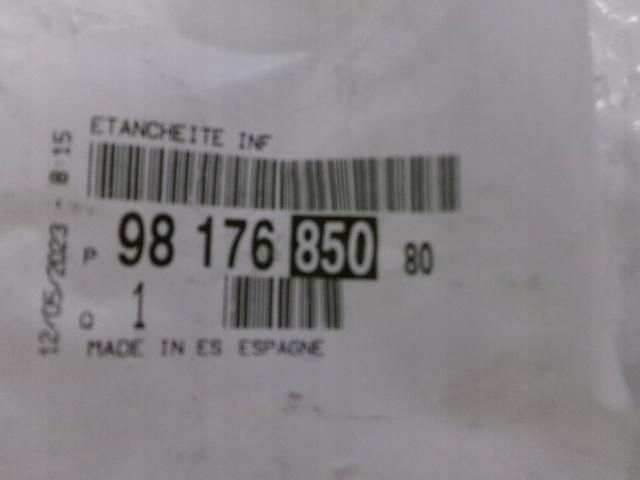 ETANCHEITE INF
P 98 176 850 80
Q 1
MADE IN ES ESPAGNE
12/05/2023 - 8:15